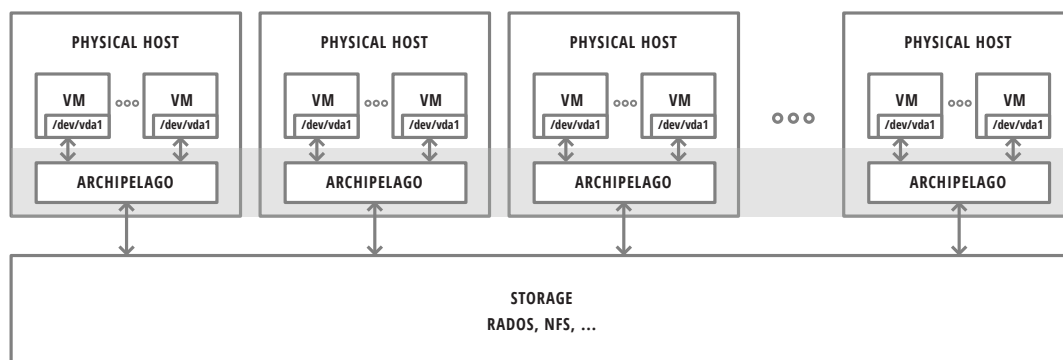 PHYSICAL HOST PHYSICAL HOST PHYSICAL HOST PHYSICAL HOST
VM VM VM VM VM VM VM VM
/dev/vda1 /dev/vda1 /dev/vda1 /dev/vda1 /dev/vda1 /dev/vda1 /dev/vda1 /dev/vda1
ARCHIPELAGO ARCHIPELAGO ARCHIPELAGO ARCHIPELAGO
STORAGE
RADOS, NFS, ...